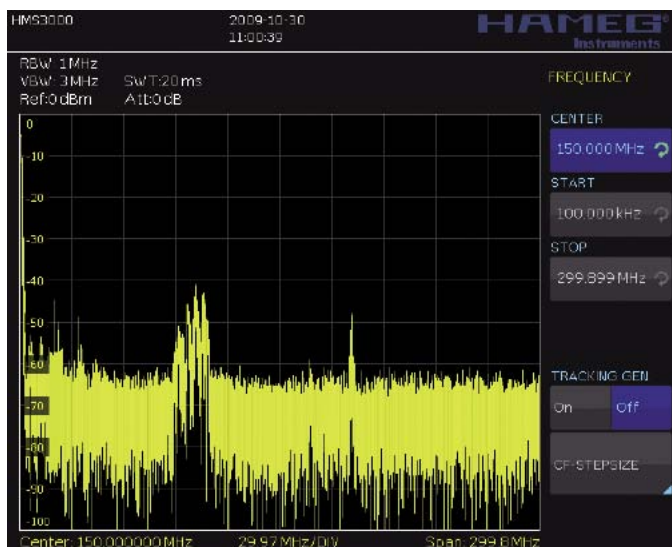 HMS3000 2009-10-30 HAMEG
11:00:39 Instruments
RBW: 1MHz
VBW: 3MHz SWT:20ms
Ref:0dBm Att:0dB
FREQUENCY
CENTER
150.000MHz
START
100.000kHz
STOP
299.899MHz
TRACKING GEN
On Off
CF-STEPSIZE
0
-10
-20
-30
-40
-50
-60
-70
-80
-90
-100
Center: 150.000000MHz 29.97MHz/DIV Span: 299.8MHz